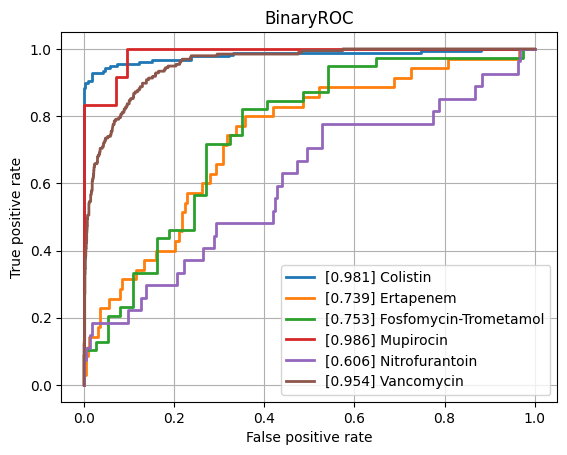 BinaryROC
True positive rate
1.0
0.8
0.6
0.4
0.2
0.0
[0.981] Colistin
[0.739] Ertapenem
[0.753] Fosfomycin-Trometamol
[0.986] Mupirocin
[0.606] Nitrofurantoin
[0.954] Vancomycin
0.0 0.2 0.4 0.6 0.8 1.0
False positive rate